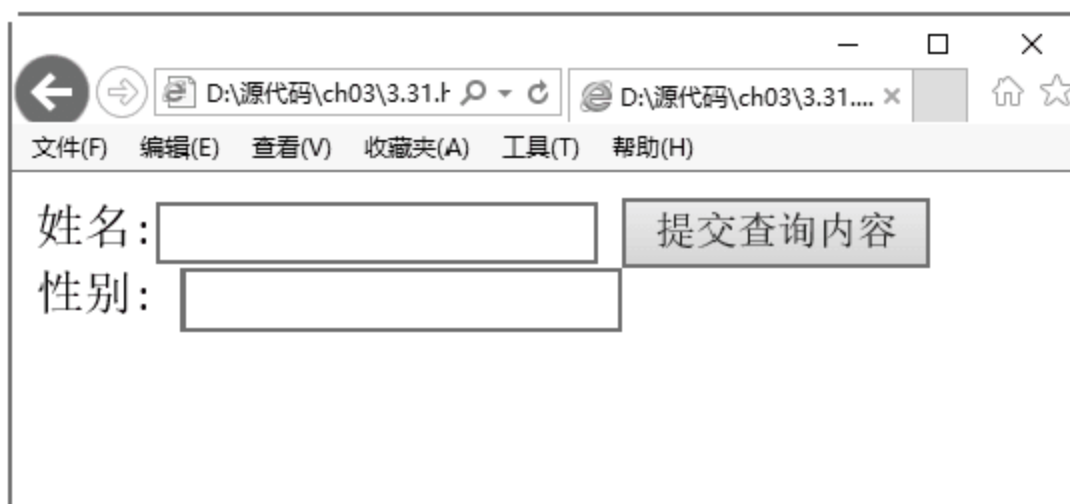 D:\源代码\ch03\3.31.h D:\源代码\ch03\3.31....
文件(F) 编辑(E) 查看(V) 收藏夹(A) 工具(T) 帮助(H)
姓名: 提交查询内容
性别: